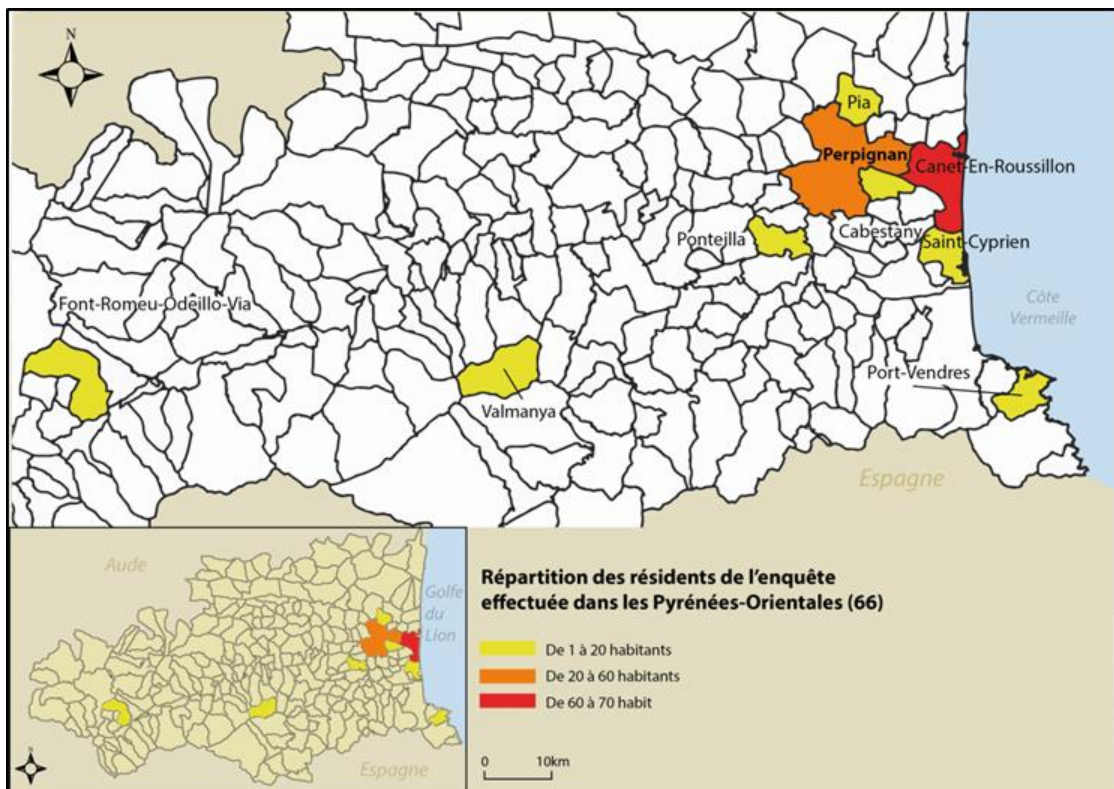 N
Pia
Perpignan
Canet-En-Roussillon
Ponteilla
Cabestany
Saint-Cyprien
Font-Romeu-Odeillo-Via
Côte
Vermeille
Port-Vendres
Valmanya
Espagne
Aude
Golfe
du
Lion
Espagne
N
Répartition des résidents de l’enquête
effectuée dans les Pyrénées-Orientales (66)
De 1 à 20 habitants
De 20 à 60 habitants
De 60 à 70 habit
0 10km